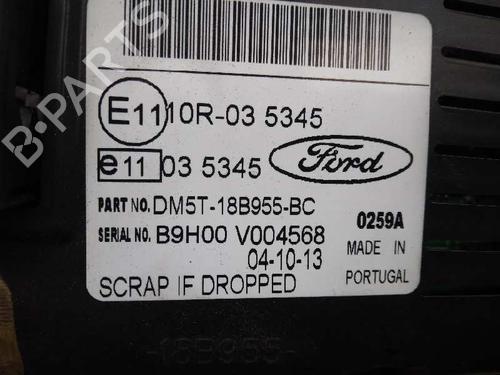 E11 10R-03 5345
e11 03 5345 Ford
PART NO. DM5T-18B955-BC 0259A
SERIAL NO. B9H00 V004568 MADE IN
04-10-13 PORTUGAL
SCRAP IF DROPPED
-18B955-
B-PARTS